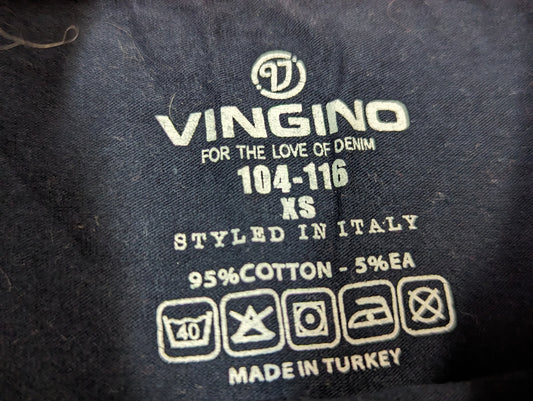 VINGINO
FOR THE LOVE OF DENIM
104-116
XS
STYLED IN ITALY
95%COTTON - 5%EA
40
MADE IN TURKEY